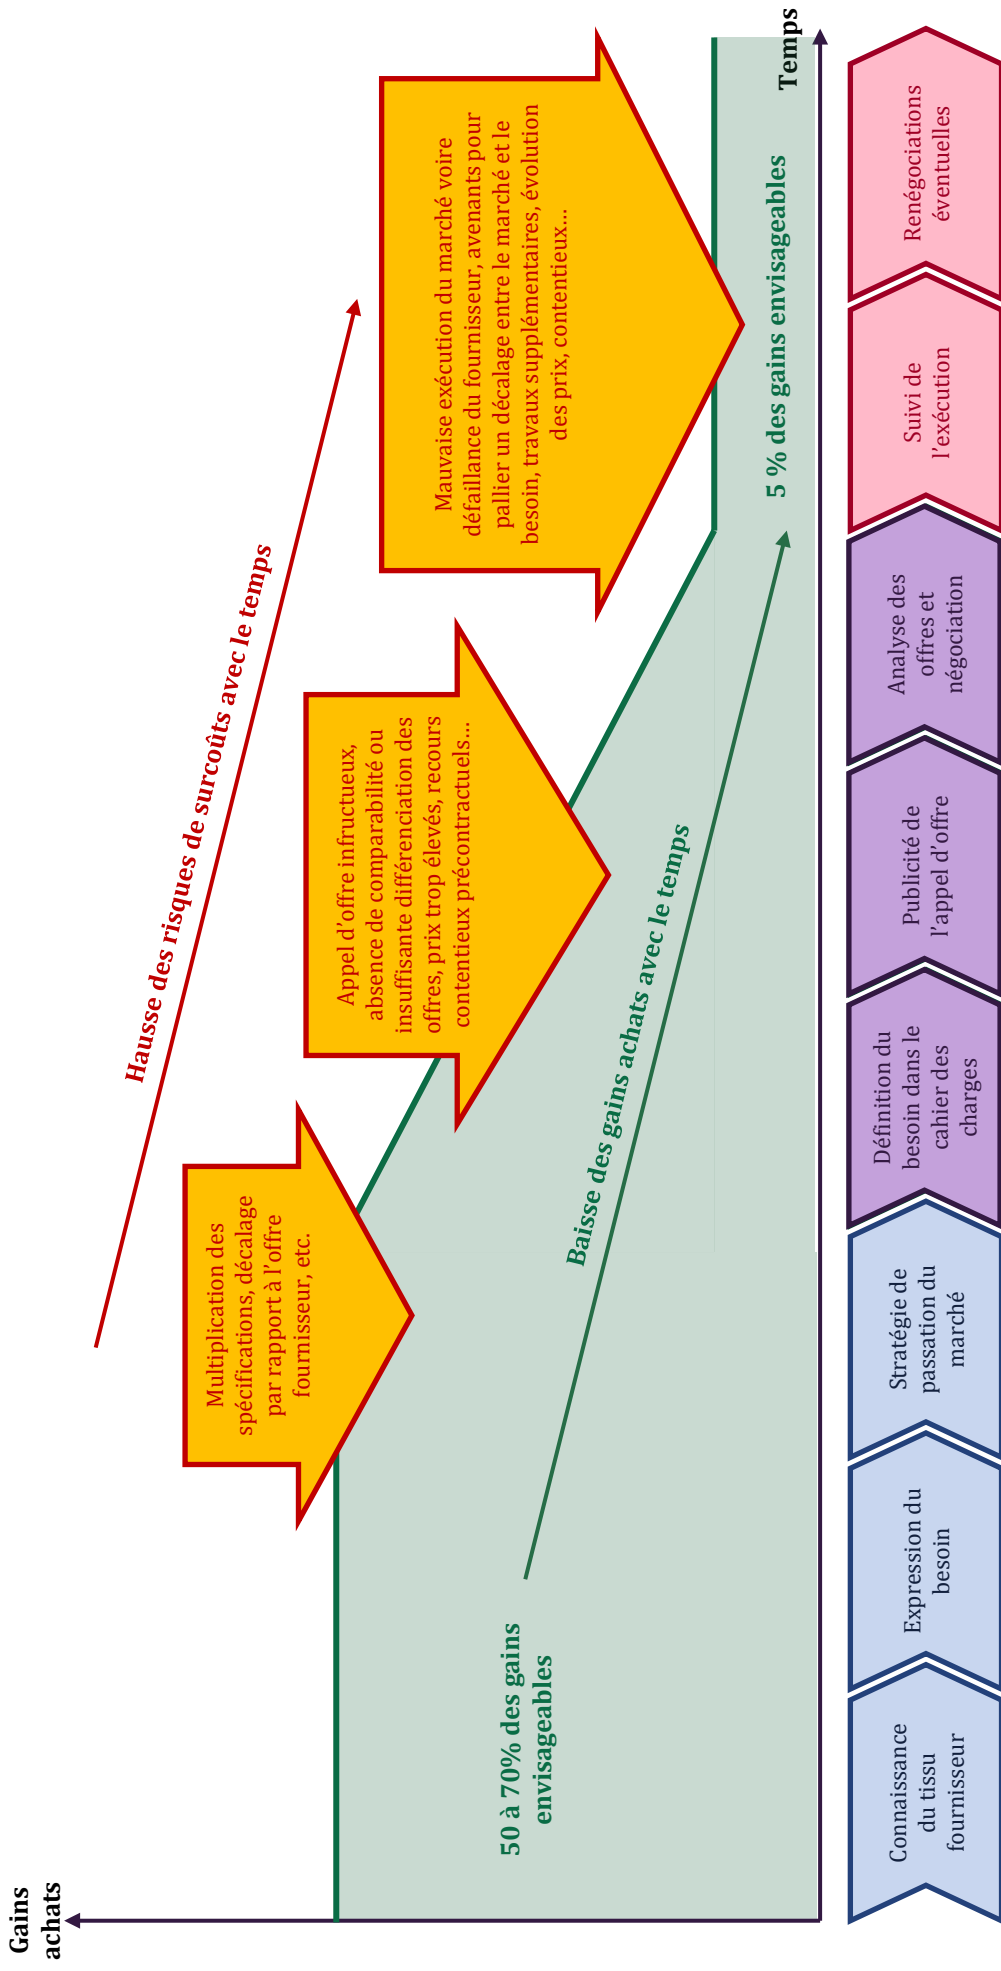 Gains
achats
Hausse des risques de surcoûts avec le temps
Multiplication des
spécifications, décalage
par rapport à l'offre
fournisseur, etc.
Appel d'offre infructueux,
absence de comparabilité ou
insuffisante différenciation des
offres, prix trop élevés, recours
contentieux précontractuels...
Mauvaise exécution du marché voire
défaillance du fournisseur, avenants pour
pallier un décalage entre le marché et le
besoin, travaux supplémentaires, évolution
des prix, contentieux...
50 à 70% des gains
envisageables
Baisse des gains achats avec le temps
5 % des gains envisageables
Temps
Connaissance
du tissu
fournisseur
Expression du
besoin
Stratégie de
passation du
marché
Définition du
besoin dans le
cahier des
charges
Publicité de
l'appel d'offre
Analyse des
offres et
négociation
Suivi de
l'exécution
Renégociations
éventuelles